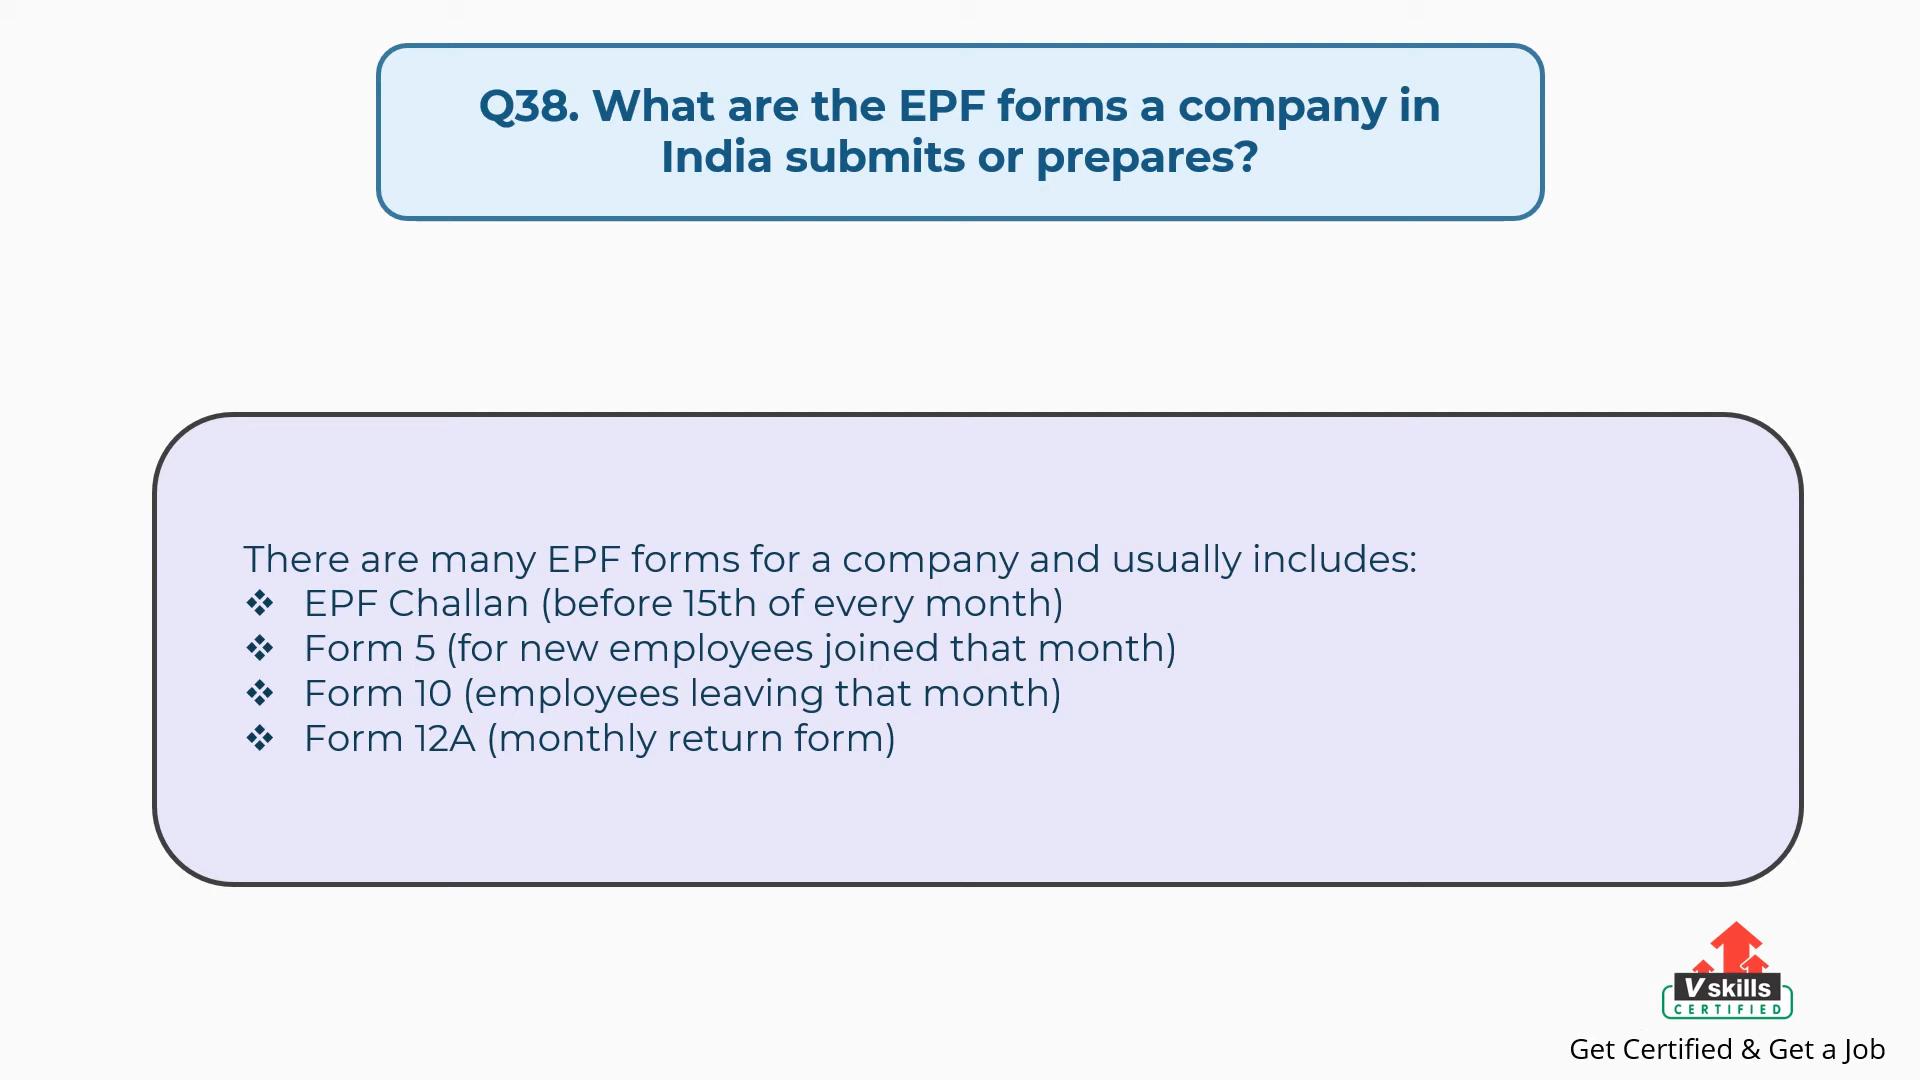 Q38. What are the EPF forms a company in
India submits or prepares?
There are many EPF forms for a company and usually includes:
❖ EPF Challan (before 15th of every month)
❖ Form 5 (for new employees joined that month)
❖ Form 10 (employees leaving that month)
❖ Form 12A (monthly return form)
Vskills
CERTIFIED
Get Certified & Get a Job